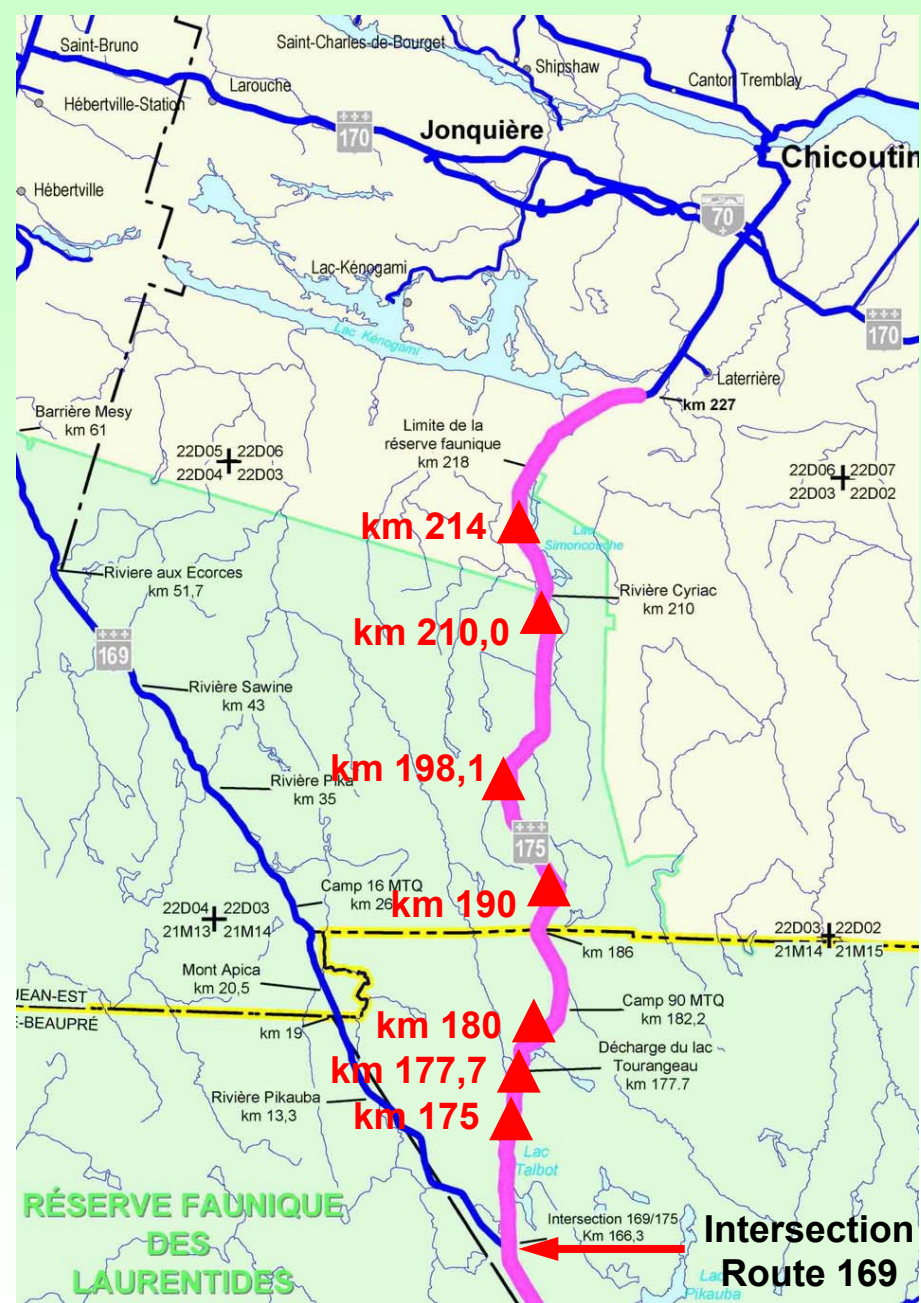 Saint-Bruno
Saint-Charles-de-Bourget
Shipshaw
Larouche
Canton Tremblay
Hébertville-Station
170
Jonquière
Chicoutin
Hébertville
70
Lac-Kénogami
Lac Kénogami
170
Laterrière
km 227
Barrière Mesy
km 61
Limite de la
réserve faunique
km 218
22D05 22D06
22D04 22D03
22D06 22D07
22D03 22D02
km 214
Lac
Simoncouche
Riviere aux Ecorces
km 51,7
Rivière Cyriac
km 210
km 210,0
169
Rivière Sawine
km 43
km 198,1
Rivière Pika
km 35
175
Camp 16 MTQ
km 26
km 190
22D04 22D03
21M13 21M14
22D03 22D02
21M14 21M15
km 186
Mont Apica
km 20,5
JEAN-EST
E-BEAUPRÉ
km 19
Camp 90 MTQ
km 182,2
km 180
Décharge du lac
Tourangeau
km 177.7
km 177,7
Rivière Pikauba
km 13,3
km 175
Lac
Talbot
RÉSERVE FAUNIQUE
DES
LAURENTIDES
Intersection 169/175
Km 166,3
Intersection
Route 169
Lac
Pikauba